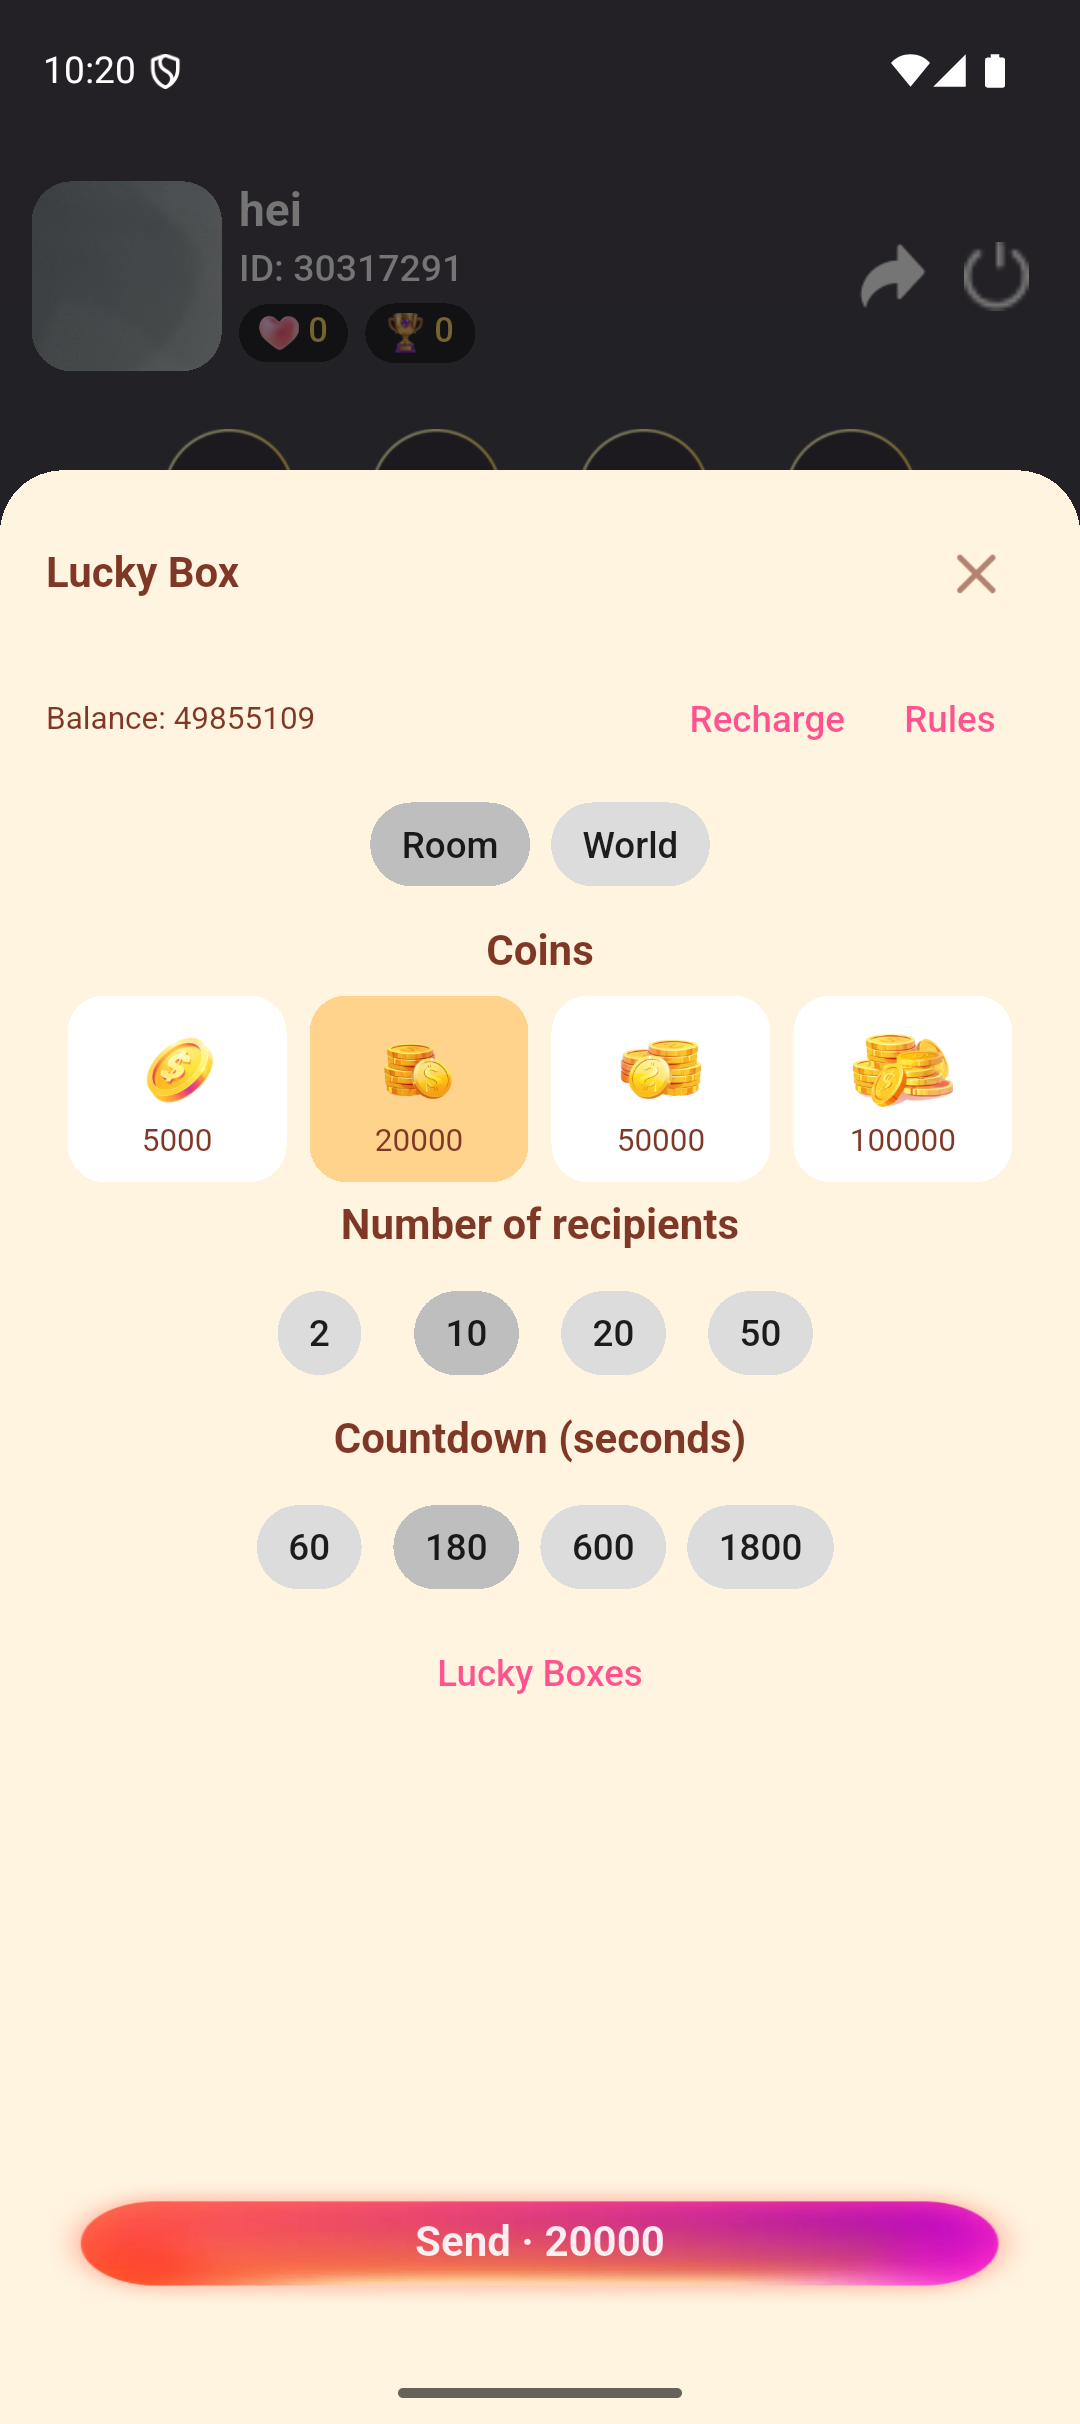 10:20
hei
ID: 30317291
0 0
Lucky Box
Balance: 49855109 Recharge Rules
Room World
Coins
5000 20000 50000 100000
Number of recipients
2 10 20 50
Countdown (seconds)
60 180 600 1800
Lucky Boxes
Send · 20000